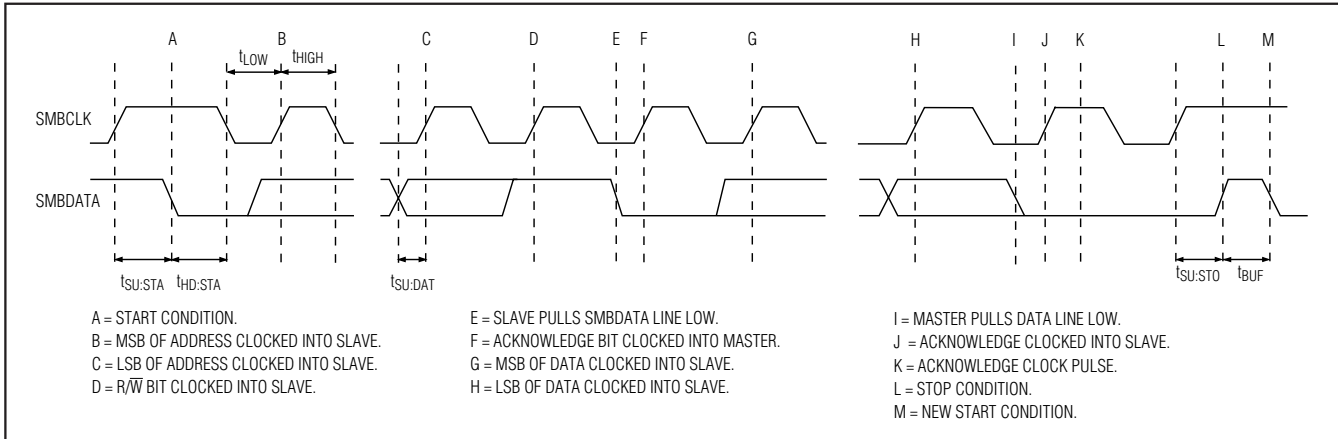 A B C D E F G H I J K L M
tLOW tHIGH
SMBCLK
SMBDATA
tSU:STA tHD:STA tSU:DAT tSU:STO tBUF
A = START CONDITION.
B = MSB OF ADDRESS CLOCKED INTO SLAVE.
C = LSB OF ADDRESS CLOCKED INTO SLAVE.
D = R/W̅ BIT CLOCKED INTO SLAVE.
E = SLAVE PULLS SMBDATA LINE LOW.
F = ACKNOWLEDGE BIT CLOCKED INTO MASTER.
G = MSB OF DATA CLOCKED INTO SLAVE.
H = LSB OF DATA CLOCKED INTO SLAVE.
I = MASTER PULLS DATA LINE LOW.
J = ACKNOWLEDGE CLOCKED INTO SLAVE.
K = ACKNOWLEDGE CLOCK PULSE.
L = STOP CONDITION.
M = NEW START CONDITION.